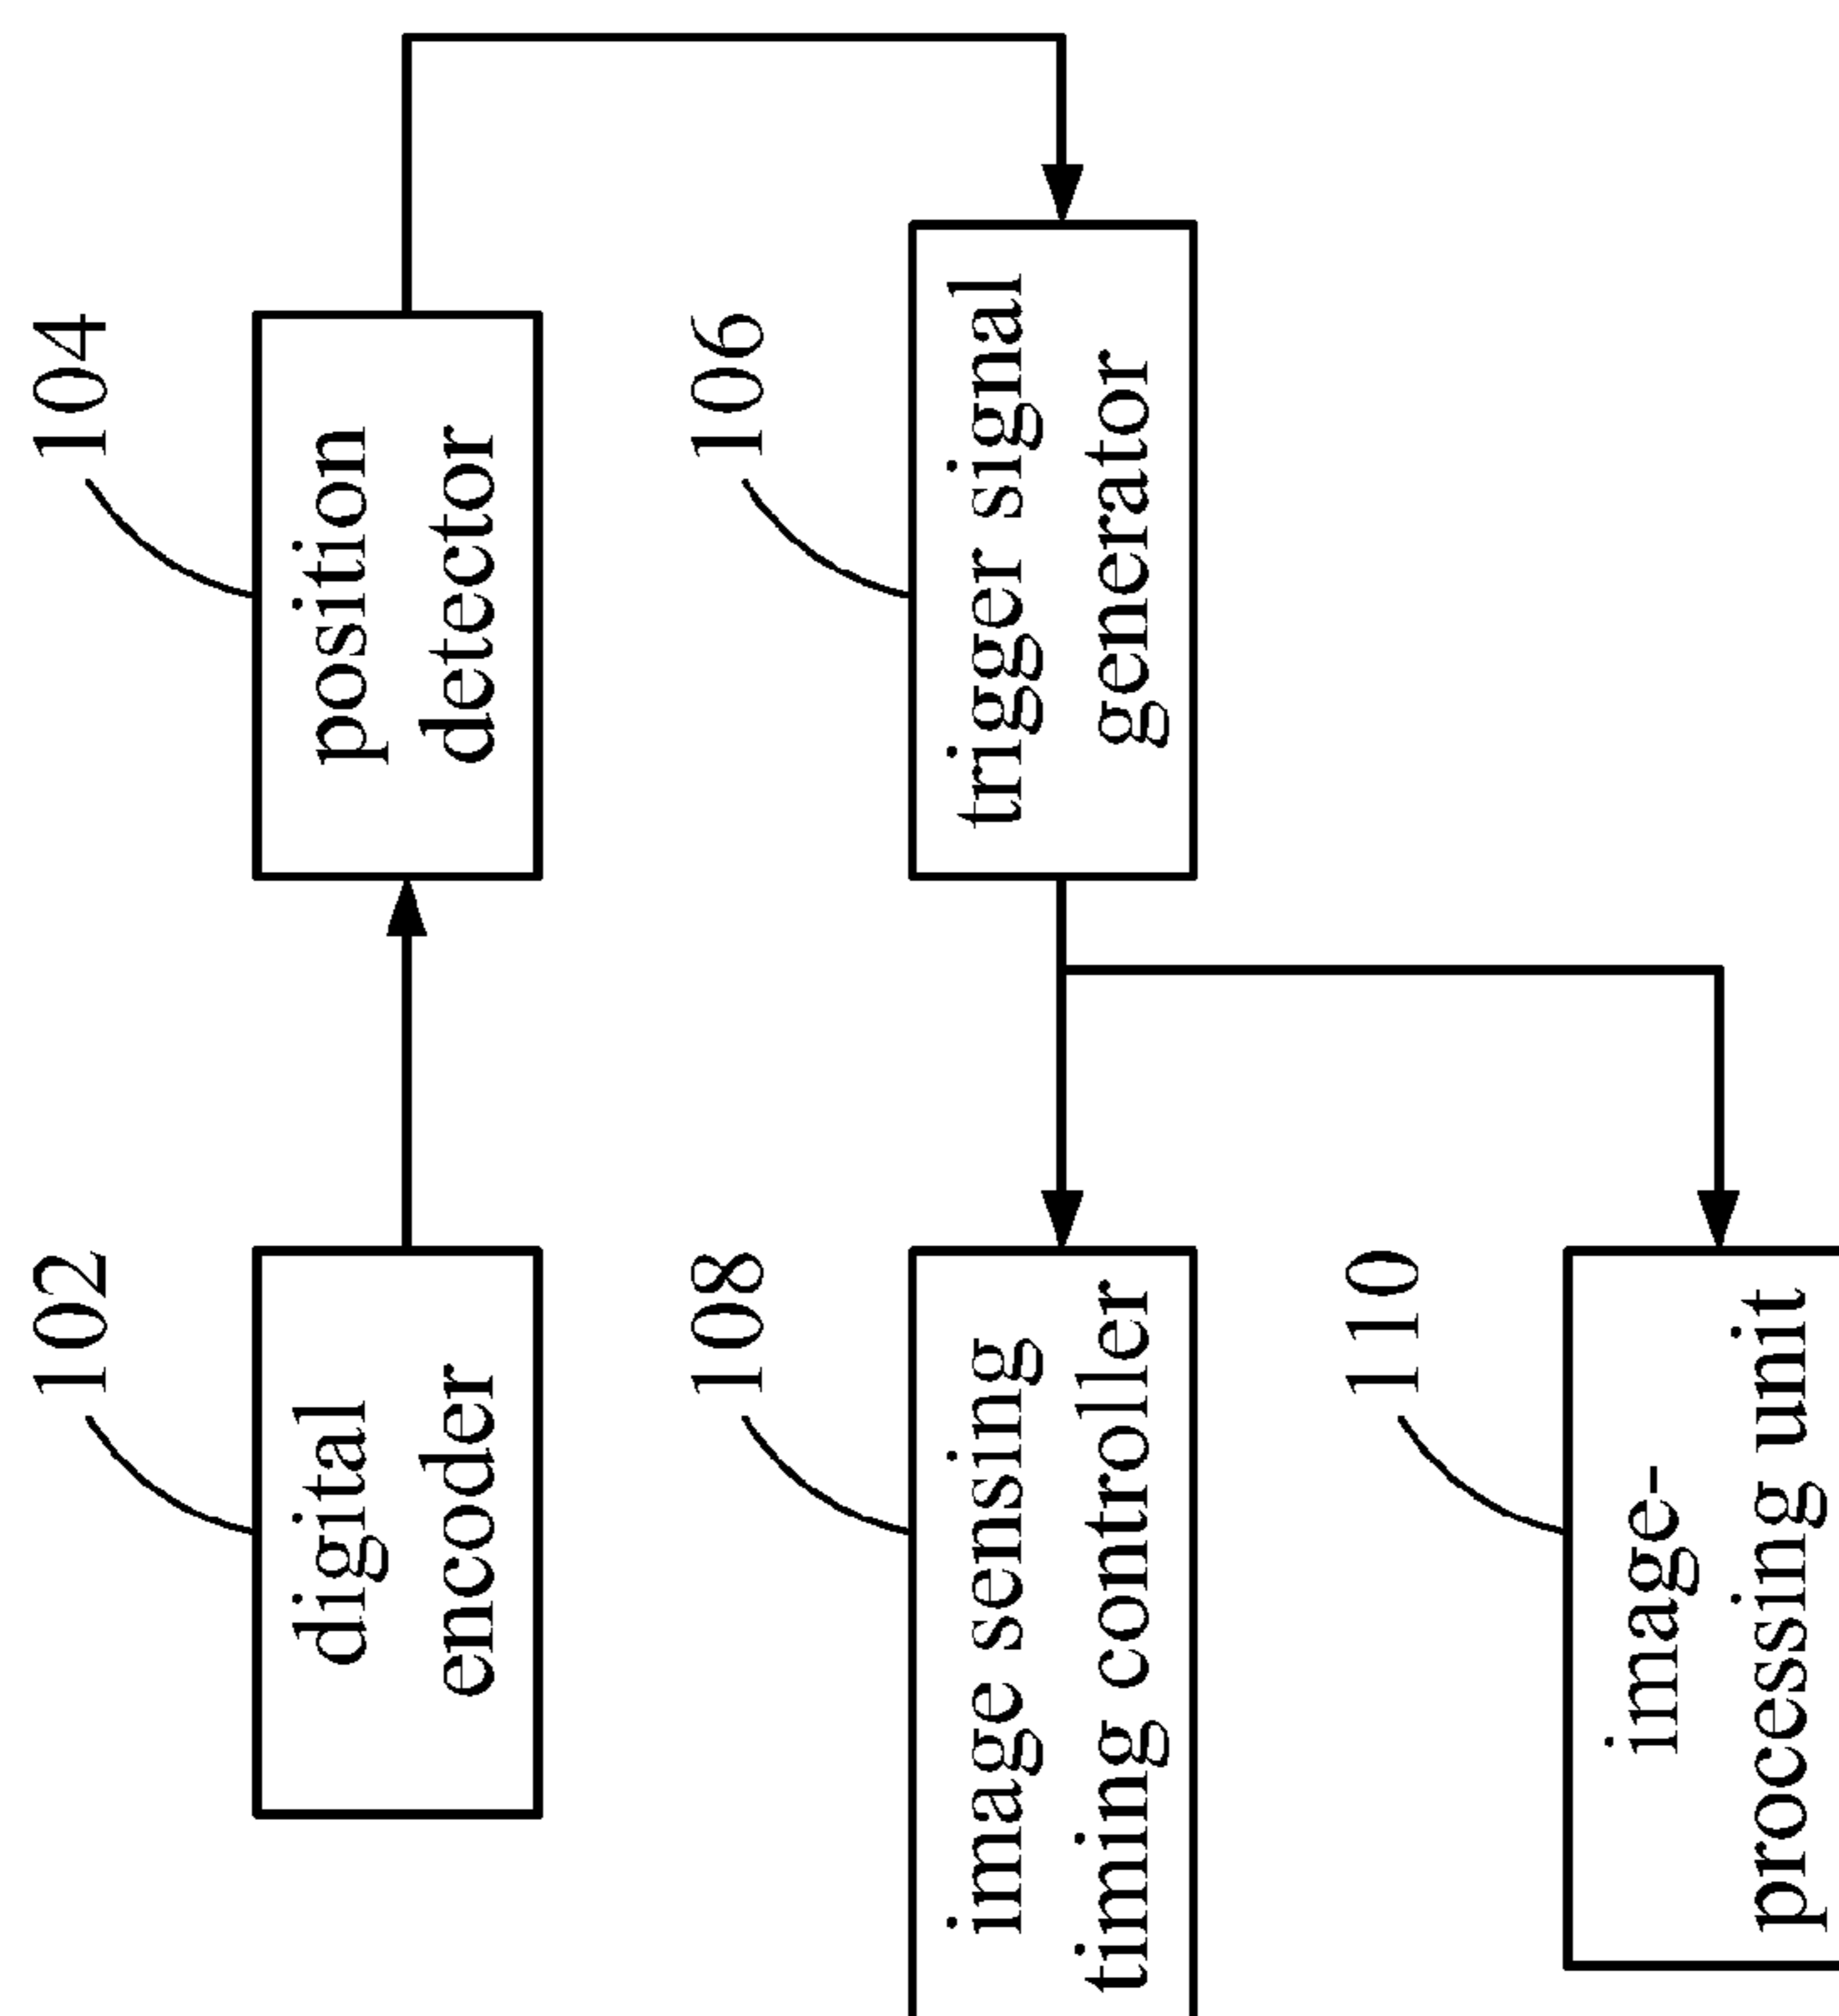 102
digital
encoder
104
position
detector
108
image sensing
timing controller
106
trigger signal
generator
110
image-
processing unit